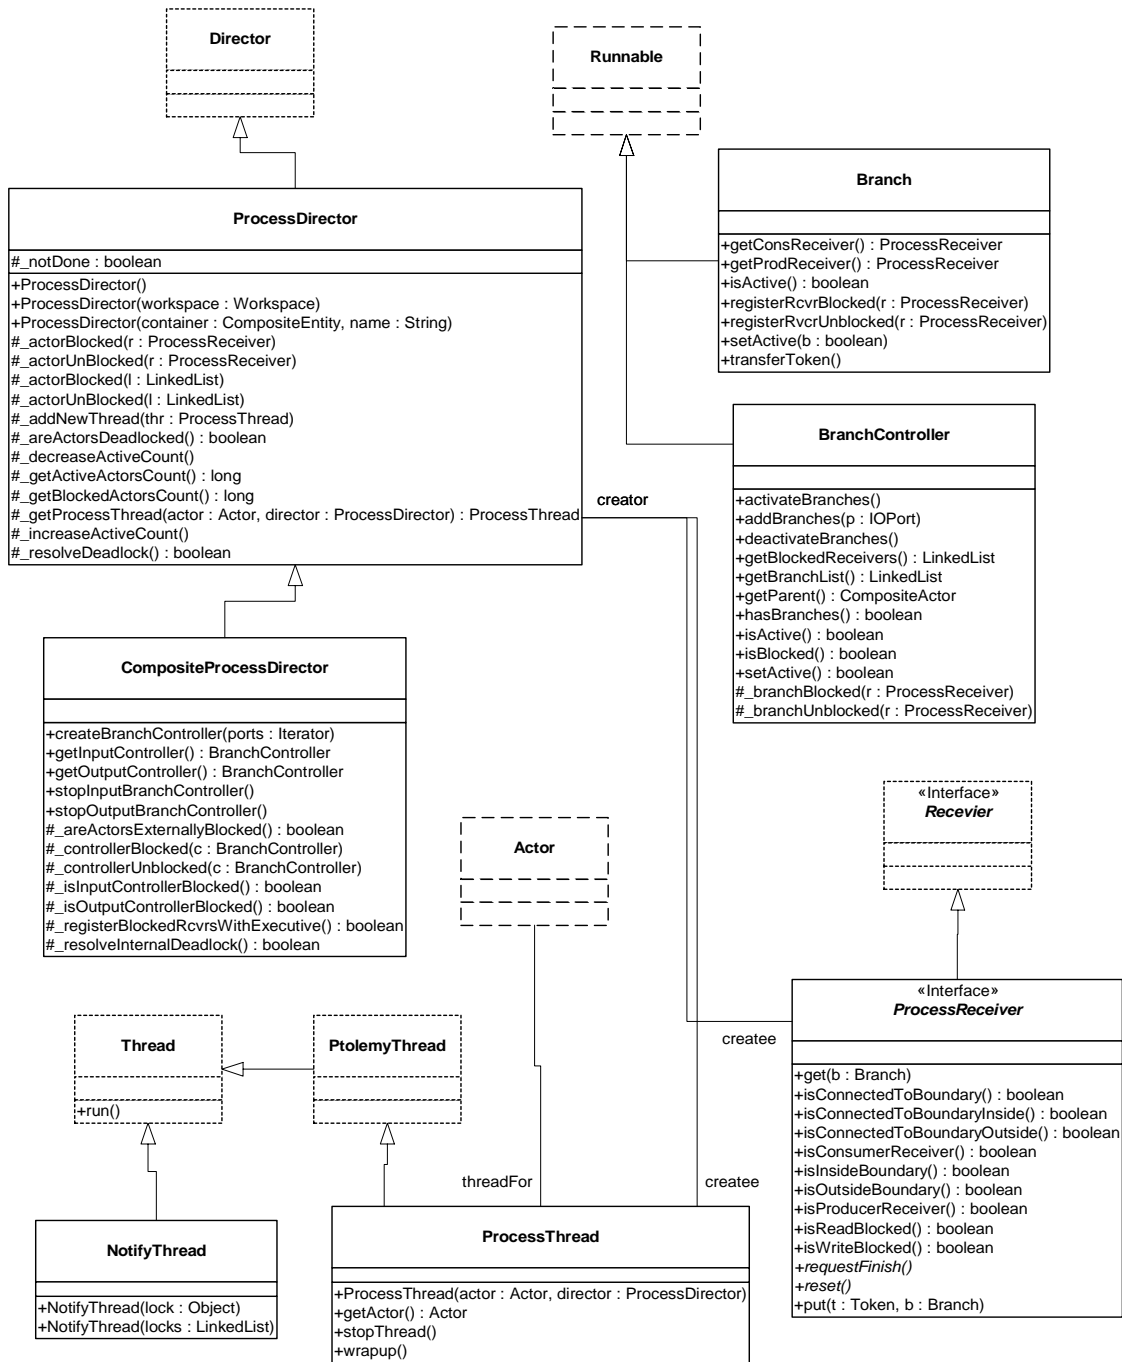 Director
Runnable
ProcessDirector
#_notDone : boolean
+ProcessDirector()
+ProcessDirector(workspace : Workspace)
+ProcessDirector(container : CompositeEntity, name : String)
#_actorBlocked(r : ProcessReceiver)
#_actorUnBlocked(r : ProcessReceiver)
#_actorBlocked(l : LinkedList)
#_actorUnBlocked(l : LinkedList)
#_addNewThread(thr : ProcessThread)
#_areActorsDeadlocked() : boolean
#_decreaseActiveCount()
#_getActiveActorsCount() : long
#_getBlockedActorsCount() : long
#_getProcessThread(actor : Actor, director : ProcessDirector) : ProcessThread
#_increaseActiveCount()
#_resolveDeadlock() : boolean
Branch
+getConsReceiver() : ProcessReceiver
+getProdReceiver() : ProcessReceiver
+isActive() : boolean
+registerRcvrBlocked(r : ProcessReceiver)
+registerRvcrUnblocked(r : ProcessReceiver)
+setActive(b : boolean)
+transferToken()
BranchController
+activateBranches()
+addBranches(p : IOPort)
+deactivateBranches()
+getBlockedReceivers() : LinkedList
+getBranchList() : LinkedList
+getParent() : CompositeActor
+hasBranches() : boolean
+isActive() : boolean
+isBlocked() : boolean
+setActive() : boolean
#_branchBlocked(r : ProcessReceiver)
#_branchUnblocked(r : ProcessReceiver)
creator
CompositeProcessDirector
+createBranchController(ports : Iterator)
+getInputController() : BranchController
+getOutputController() : BranchController
+stopInputBranchController()
+stopOutputBranchController()
#_areActorsExternallyBlocked() : boolean
#_controllerBlocked(c : BranchController)
#_controllerUnblocked(c : BranchController)
#_isInputControllerBlocked() : boolean
#_isOutputControllerBlocked() : boolean
#_registerBlockedRcvrsWithExecutive() : boolean
#_resolveInternalDeadlock() : boolean
Actor
«Interface»
Recevier
«Interface»
ProcessReceiver
+get(b : Branch)
+isConnectedToBoundary() : boolean
+isConnectedToBoundaryInside() : boolean
+isConnectedToBoundaryOutside() : boolean
+isConsumerReceiver() : boolean
+isInsideBoundary() : boolean
+isOutsideBoundary() : boolean
+isProducerReceiver() : boolean
+isReadBlocked() : boolean
+isWriteBlocked() : boolean
+requestFinish()
+reset()
+put(t : Token, b : Branch)
createe
Thread
+run()
PtolemyThread
threadFor
createe
NotifyThread
+NotifyThread(lock : Object)
+NotifyThread(locks : LinkedList)
ProcessThread
+ProcessThread(actor : Actor, director : ProcessDirector)
+getActor() : Actor
+stopThread()
+wrapup()